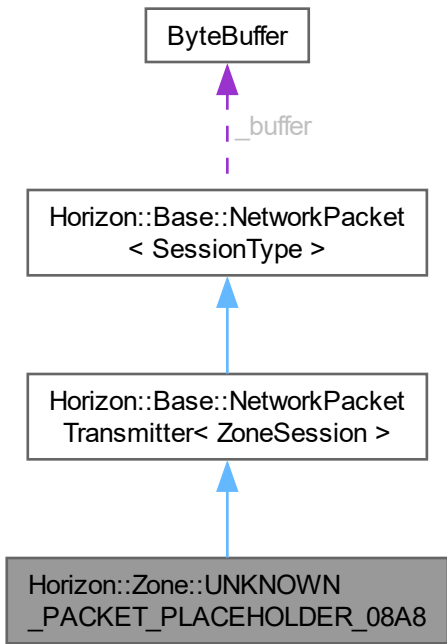 ByteBuffer
_buffer
Horizon::Base::NetworkPacket
< SessionType >
Horizon::Base::NetworkPacket
Transmitter< ZoneSession >
Horizon::Zone::UNKNOWN
_PACKET_PLACEHOLDER_08A8